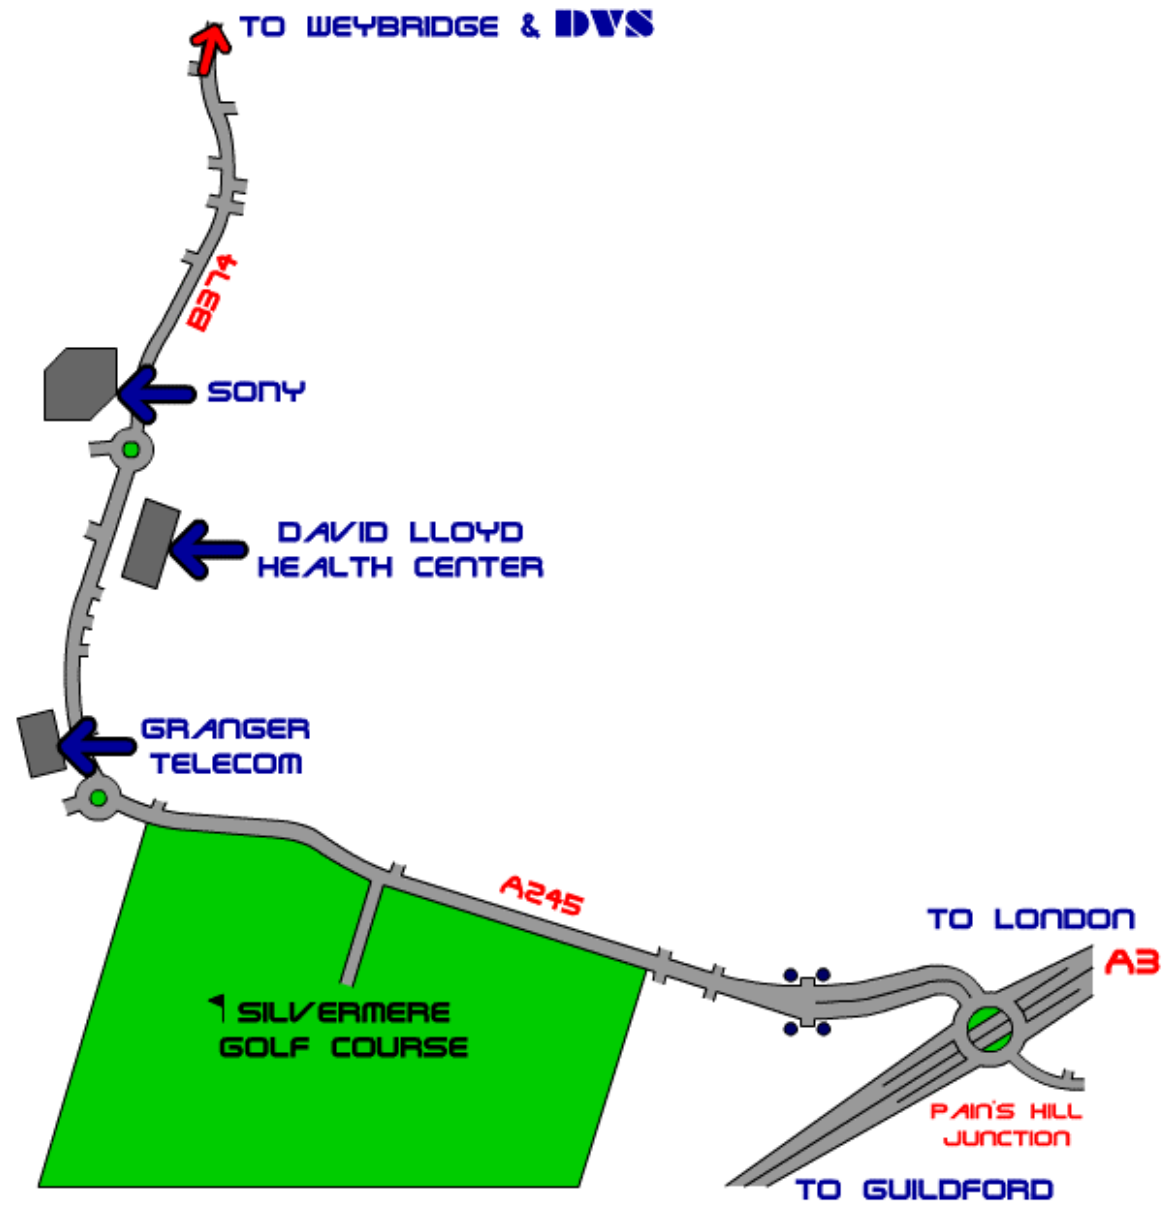 TO WEYBRIDGE & DVS
B374
SONY
DAVID LLOYD
HEALTH CENTER
GRANGER
TELECOM
A245
TO LONDON
A3
SILVERMERE
GOLF COURSE
PAIN'S HILL
JUNCTION
TO GUILDFORD